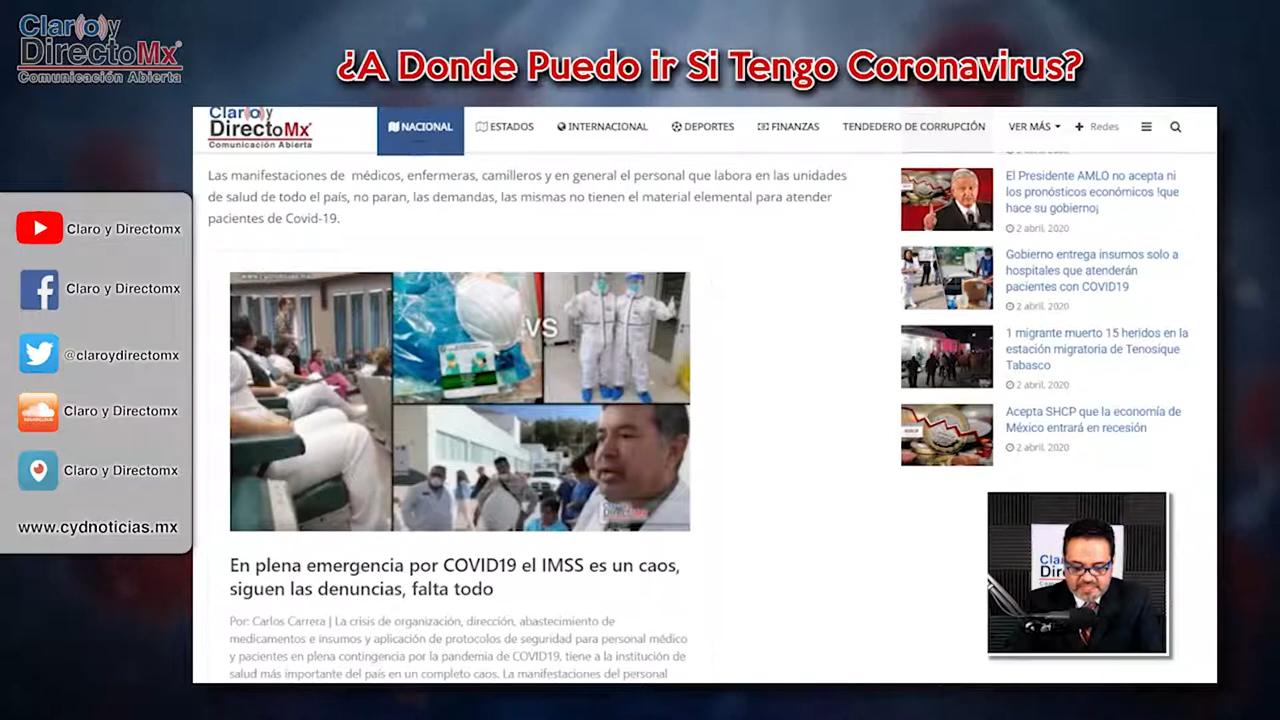 Claro y
DirectoMx®
Comunicación Abierta
¿A Donde Puedo ir Si Tengo Coronavirus?
Claro y Directomx
Claro y Directomx
@claroydirectomx
Claro y Directomx
Claro y Directomx
www.cydnoticias.mx
Claro y
DirectoMx®
Comunicación Abierta
NACIONAL ESTADOS INTERNACIONAL DEPORTES FINANZAS TENDEDERO DE CORRUPCIÓN VER MÁS Redes
Las manifestaciones de médicos, enfermeras, camilleros y en general el personal que labora en las unidades
de salud de todo el país, no paran, las demandas, las mismas no tienen el material elemental para atender
pacientes de Covid-19.
www.cydnoticias.mx
VS
En plena emergencia por COVID19 el IMSS es un caos,
siguen las denuncias, falta todo
Por: Carlos Carrera | La crisis de organización, dirección, abastecimiento de
medicamentos e insumos y aplicación de protocolos de seguridad para personal médico
y pacientes en plena contingencia por la pandemia de COVID19, tiene a la institución de
salud más importante del país en un completo caos. La manifestaciones del personal
2 abril, 2020
El Presidente AMLO no acepta ni
los pronósticos económicos !que
hace su gobierno¡
2 abril, 2020
Gobierno entrega insumos solo a
hospitales que atenderán
pacientes con COVID19
2 abril, 2020
1 migrante muerto 15 heridos en la
estación migratoria de Tenosique
Tabasco
2 abril, 2020
Acepta SHCP que la economía de
México entrará en recesión
2 abril, 2020